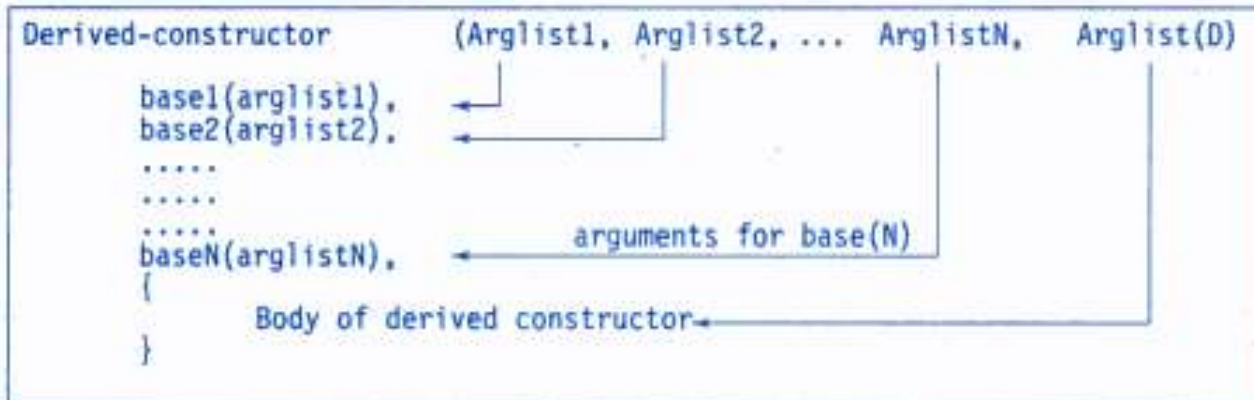 Derived-constructor (Arglist1, Arglist2, ... ArglistN, Arglist(D)
base1(arglist1),
base2(arglist2),
.....
.....
.....
arguments for base(N)
baseN(arglistN),
{
Body of derived constructor
}